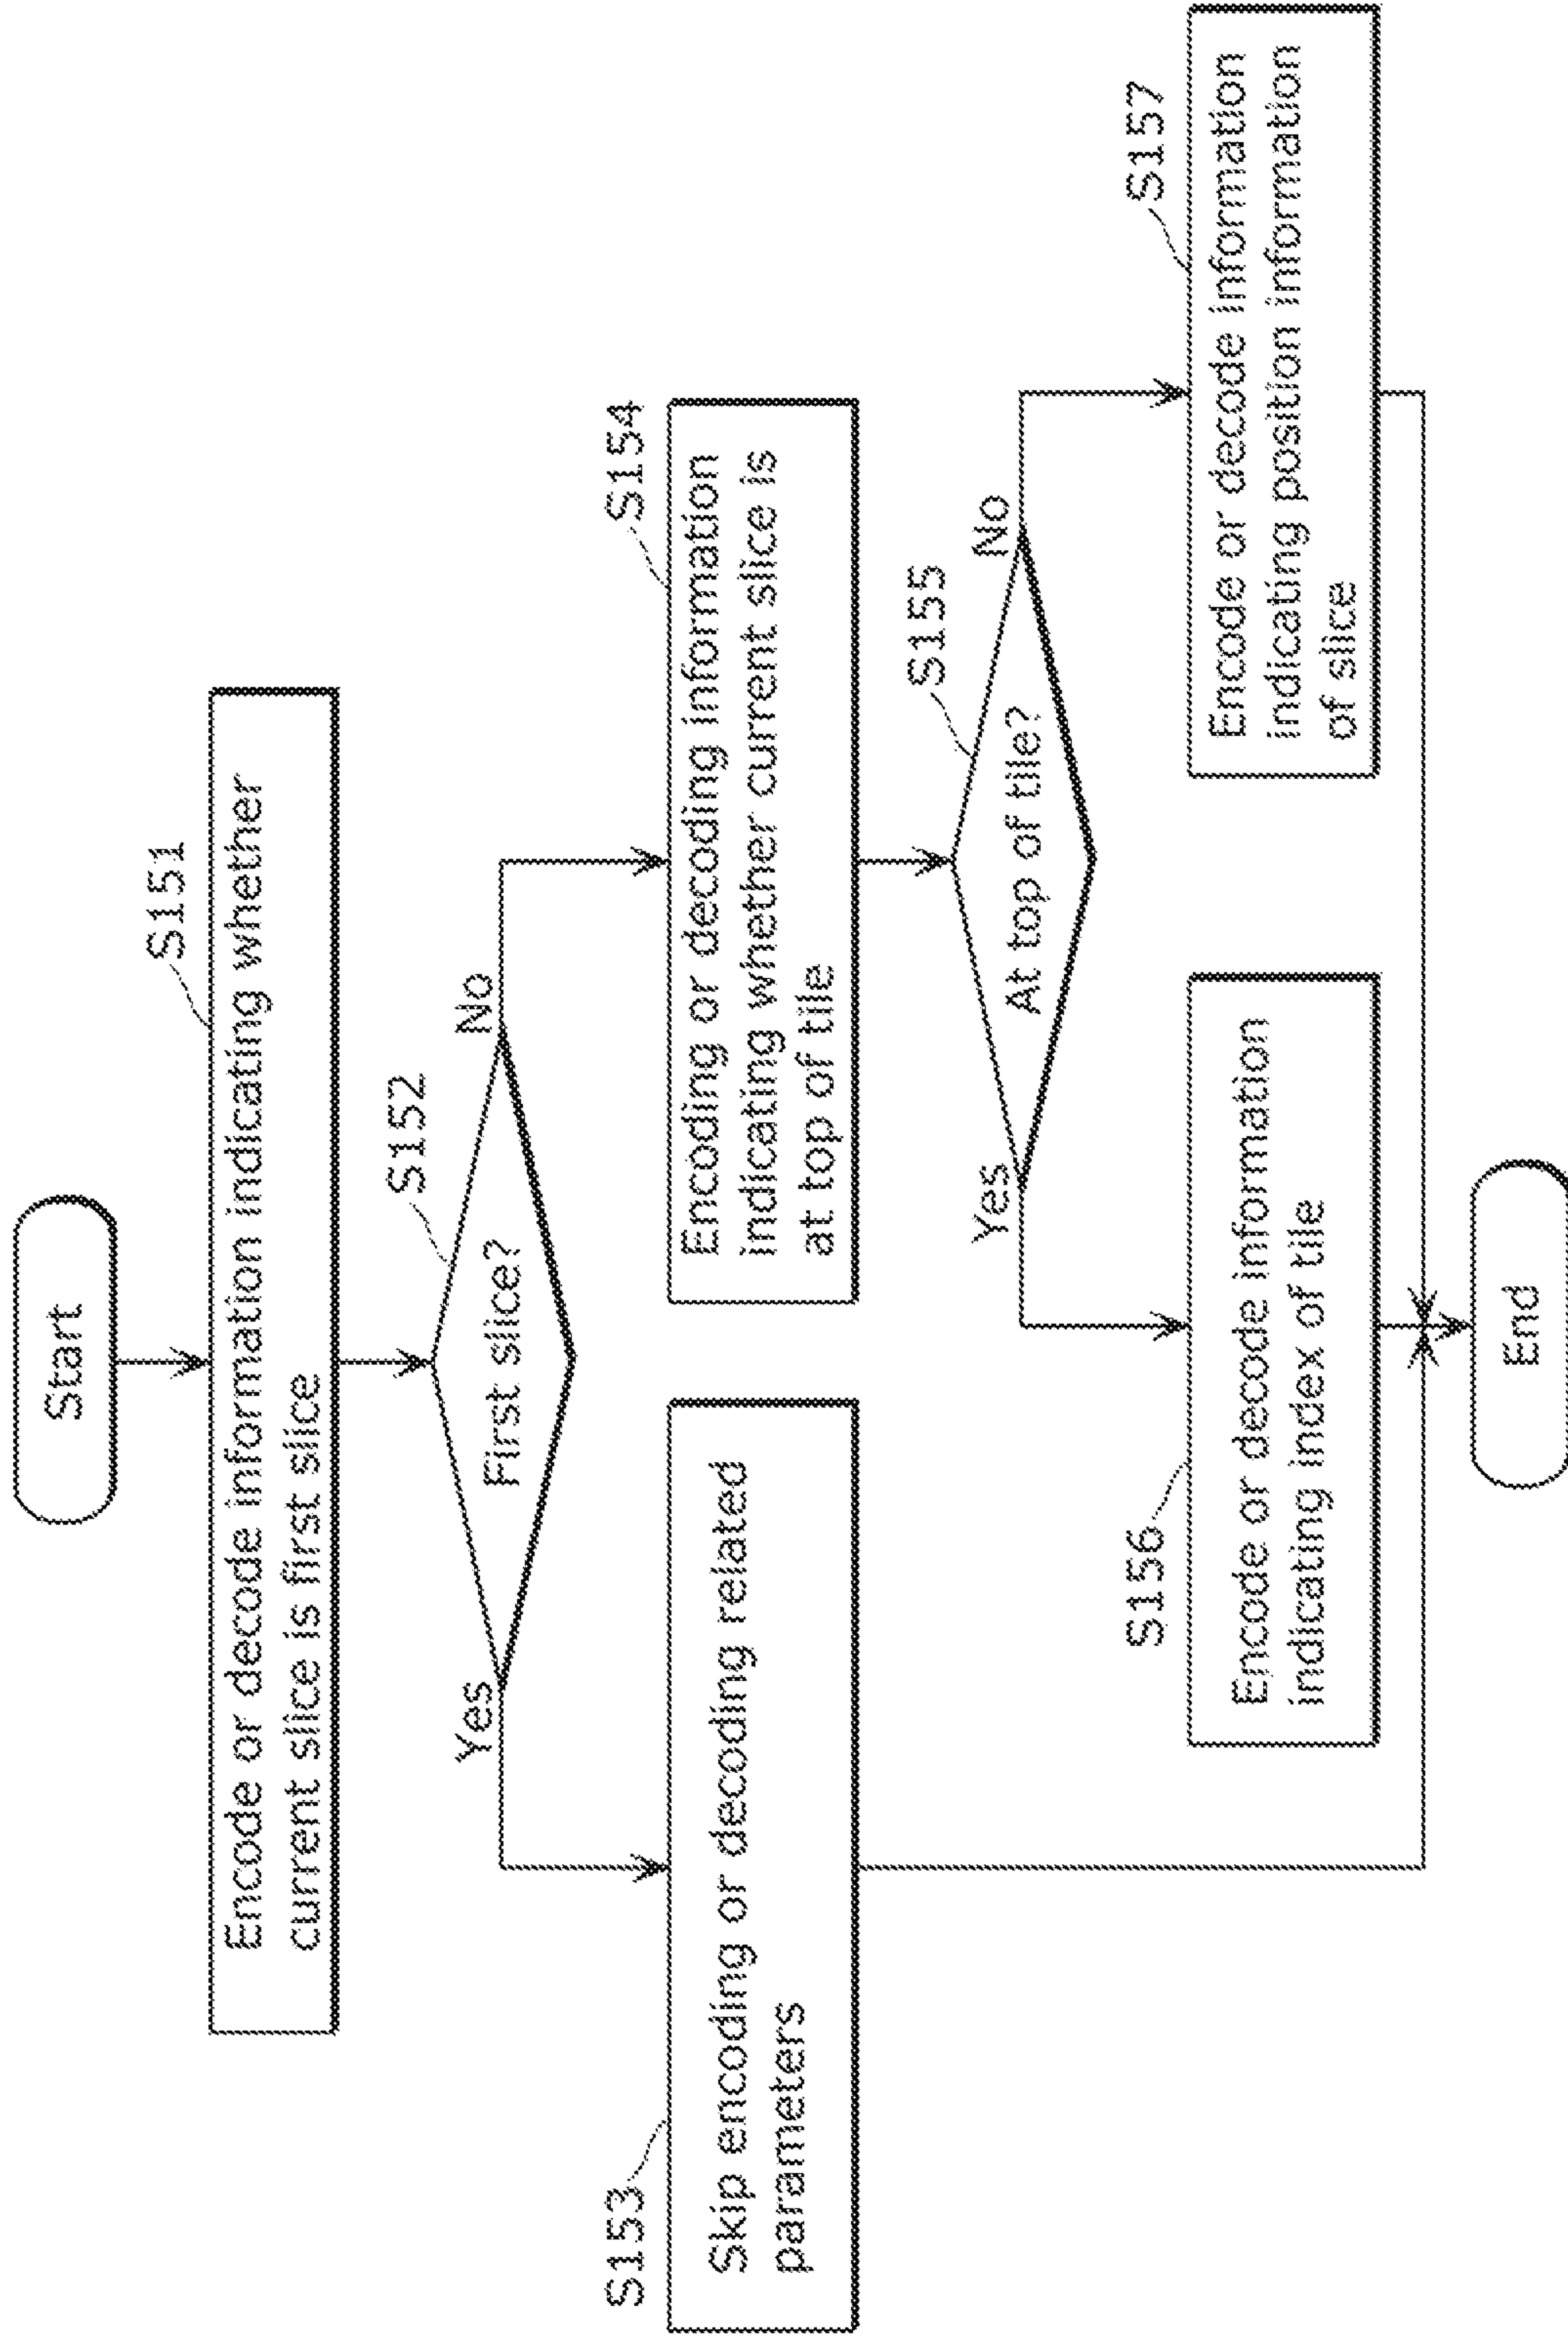 Start
S151
Encode or decode information indicating whether
current slice is first slice
S152
First slice?
Yes
No
S153
Skip encoding or decoding related
parameters
S154
Encoding or decoding information
indicating whether current slice is
at top of tile
S155
At top of tile?
Yes
No
S156
Encode or decode information
indicating index of tile
S157
Encode or decode information
indicating position information
of slice
End